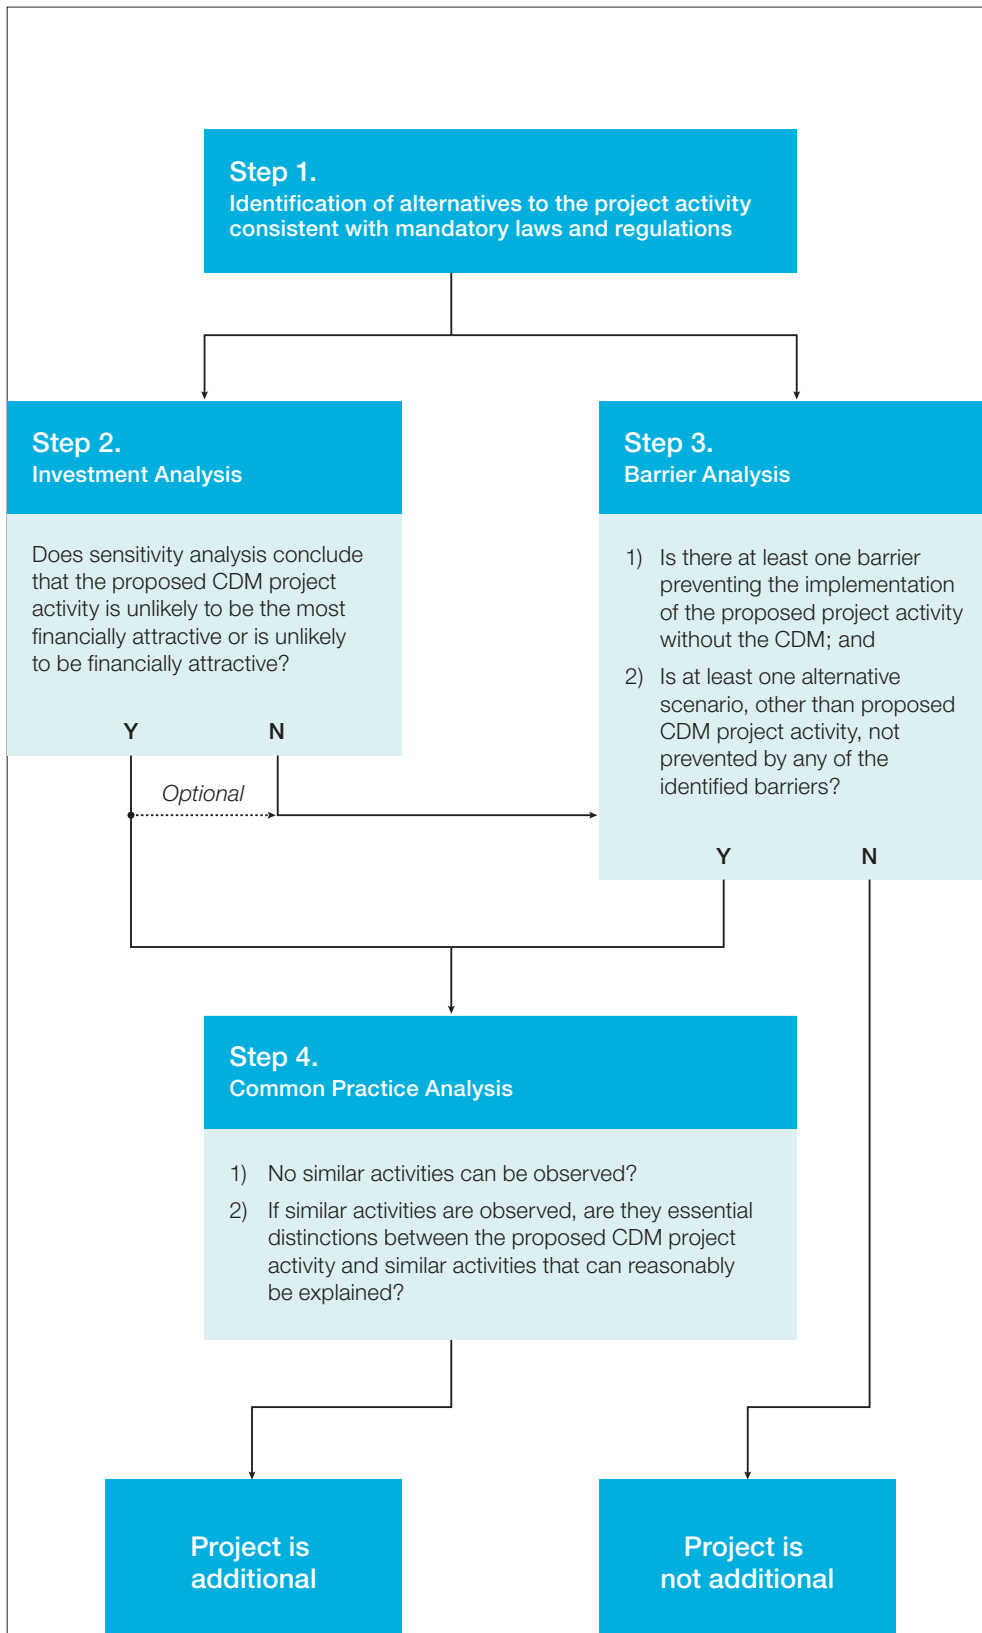 Step 1.
Identification of alternatives to the project activity
consistent with mandatory laws and regulations
Step 2.
Investment Analysis
Does sensitivity analysis conclude
that the proposed CDM project
activity is unlikely to be the most
financially attractive or is unlikely
to be financially attractive?
Y N
Optional
Step 3.
Barrier Analysis
1) Is there at least one barrier
preventing the implementation
of the proposed project activity
without the CDM; and
2) Is at least one alternative
scenario, other than proposed
CDM project activity, not
prevented by any of the
identified barriers?
Y N
Step 4.
Common Practice Analysis
1) No similar activities can be observed?
2) If similar activities are observed, are they essential
distinctions between the proposed CDM project
activity and similar activities that can reasonably
be explained?
Project is
additional
Project is
not additional